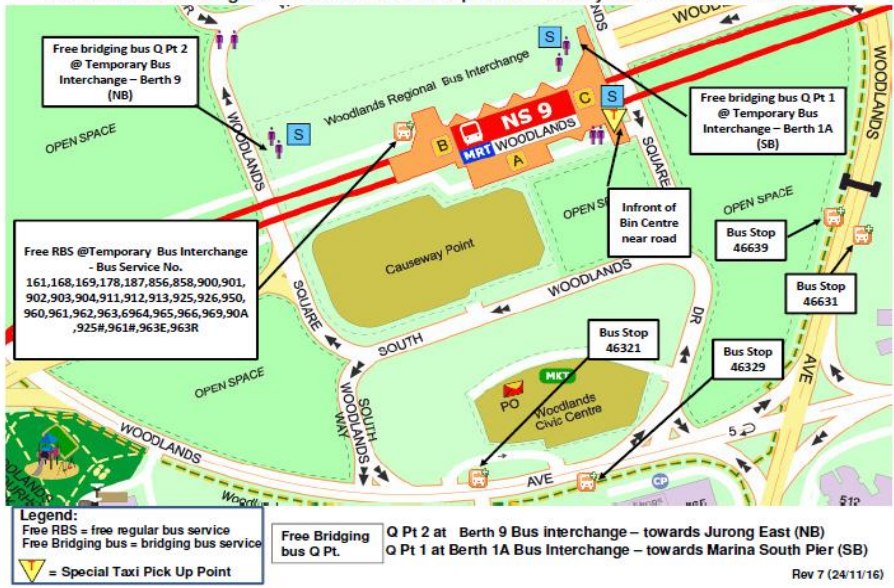 WOODLANDS
Free bridging bus Q Pt 2
@ Temporary Bus
Interchange – Berth 9
(NB)
S
S
S
Woodlands Regional Bus Interchange
Free bridging bus Q Pt 1
@ Temporary Bus
Interchange – Berth 1A
(SB)
WOODLANDS
OPEN SPACE
WOODLANDS
NS 9
MRT WOODLANDS
A
B
C
T
SQUARE
Infront of
Bin Centre
near road
OPEN SPACE
Bus Stop
46639
Bus Stop
46631
Free RBS @Temporary Bus Interchange
- Bus Service No.
161,168,169,178,187,856,858,900,901,
902,903,904,911,912,913,925,926,950,
960,961,962,963,6964,965,966,969,90A
,925#,961#,963E,963R
Causeway Point
SQUARE
WOODLANDS
SOUTH
DR
AVE
Bus Stop
46321
Bus Stop
46329
OPEN SPACE
SOUTH
WOODLANDS
WAY
MKT
PO
Woodlands
Civic Centre
WOODLANDS
AVE
5
CP
512
Legend:
Free RBS = free regular bus service
Free Bridging bus = bridging bus service
T = Special Taxi Pick Up Point
Free Bridging
bus Q Pt.
Q Pt 2 at Berth 9 Bus interchange – towards Jurong East (NB)
Q Pt 1 at Berth 1A Bus Interchange – towards Marina South Pier (SB)
Rev 7 (24/11/16)